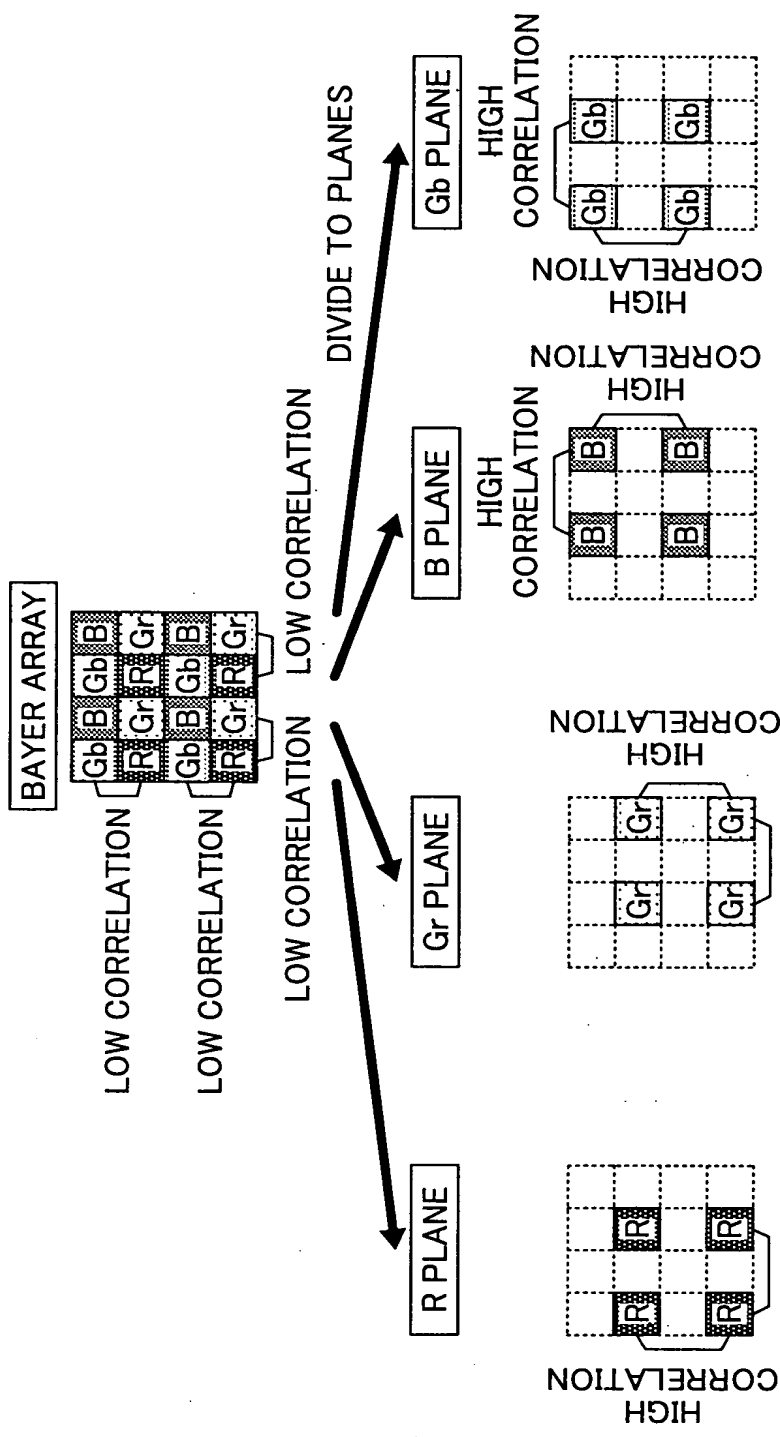 BAYER ARRAY
LOW CORRELATION
LOW CORRELATION
Gb B Gb B
R Gr R Gr
Gb B Gb B
R Gr R Gr
LOW CORRELATION
LOW CORRELATION
DIVIDE TO PLANES
R PLANE
HIGH
CORRELATION
R R
R R
Gr PLANE
Gr Gr
Gr Gr
HIGH
CORRELATION
B PLANE
HIGH
CORRELATION
B B
B B
HIGH
CORRELATION
Gb PLANE
HIGH
CORRELATION
HIGH
CORRELATION
Gb Gb
Gb Gb